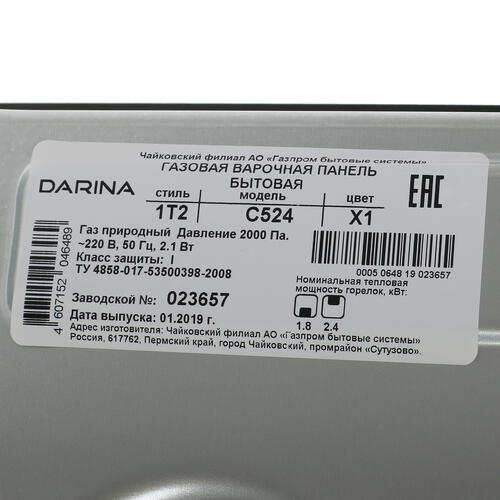 Чайковский филиал АО «Газпром бытовые системы»
ГАЗОВАЯ ВАРОЧНАЯ ПАНЕЛЬ
БЫТОВАЯ
DARINA
стиль модель цвет
1T2 C524 X1
EAC
Газ природный Давление 2000 Па.
~220 В, 50 Гц, 2.1 Вт
Класс защиты: I
ТУ 4858-017-53500398-2008
0005 0648 19 023657
Заводской №: 023657
Дата выпуска: 01.2019 г.
Номинальная тепловая
мощность горелок, кВт:
1.8 2.4
Адрес изготовителя: Чайковский филиал АО «Газпром бытовые системы»
Россия, 617762, Пермский край, город Чайковский, промрайон «Сутузово».
4 607152 046489